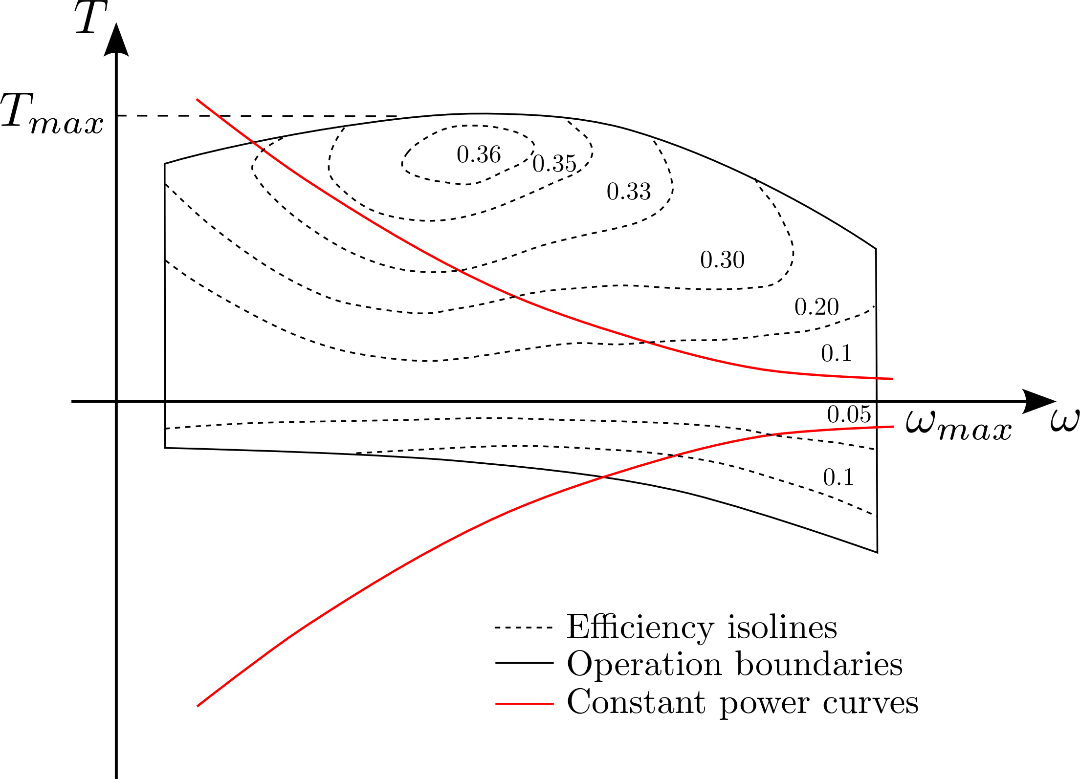 T
T_max
0.36
0.35
0.33
0.30
0.20
0.1
0.05
ω_max
ω
0.1
Efficiency isolines
Operation boundaries
Constant power curves